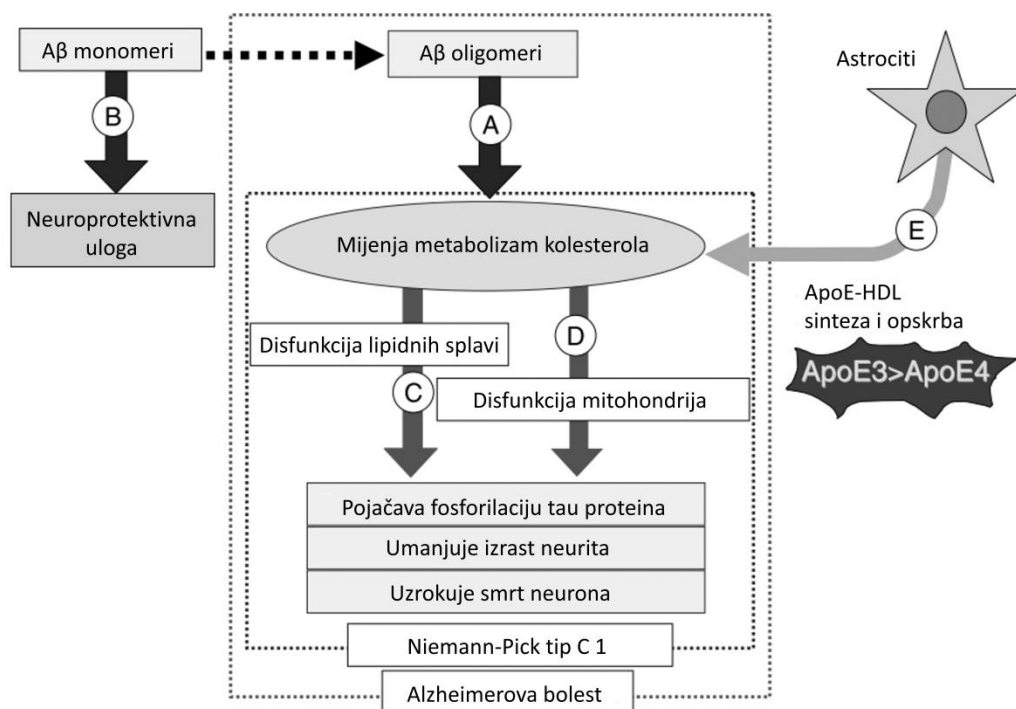 Aβ monomeri
Aβ oligomeri
Astrociti
B
A
Neuroprotektivna
uloga
E
Mijenja metabolizam kolesterola
ApoE-HDL
sinteza i opskrba
Disfunkcija lipidnih splavi
D
ApoE3>ApoE4
C
Disfunkcija mitohondrija
Pojačava fosforilaciju tau proteina
Umanjuje izrast neurita
Uzrokuje smrt neurona
Niemann-Pick tip C 1
Alzheimerova bolest